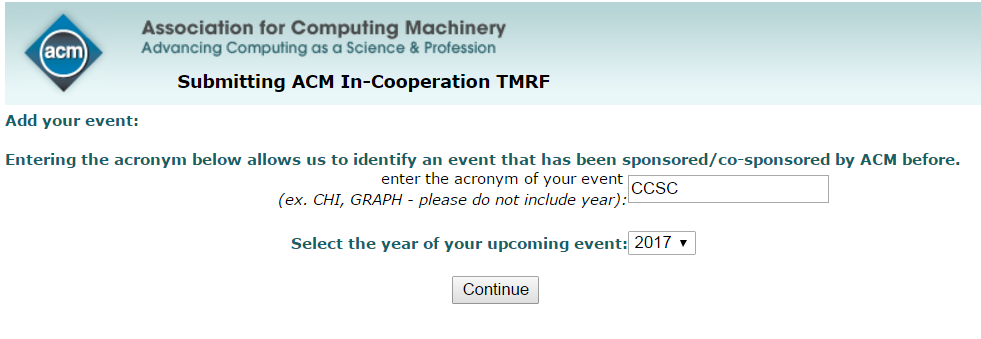 acm
Association for Computing Machinery
Advancing Computing as a Science & Profession
Submitting ACM In-Cooperation TMRF
Add your event:
Entering the acronym below allows us to identify an event that has been sponsored/co-sponsored by ACM before.
enter the acronym of your event
(ex. CHI, GRAPH - please do not include year): CCSC
Select the year of your upcoming event: 2017
Continue